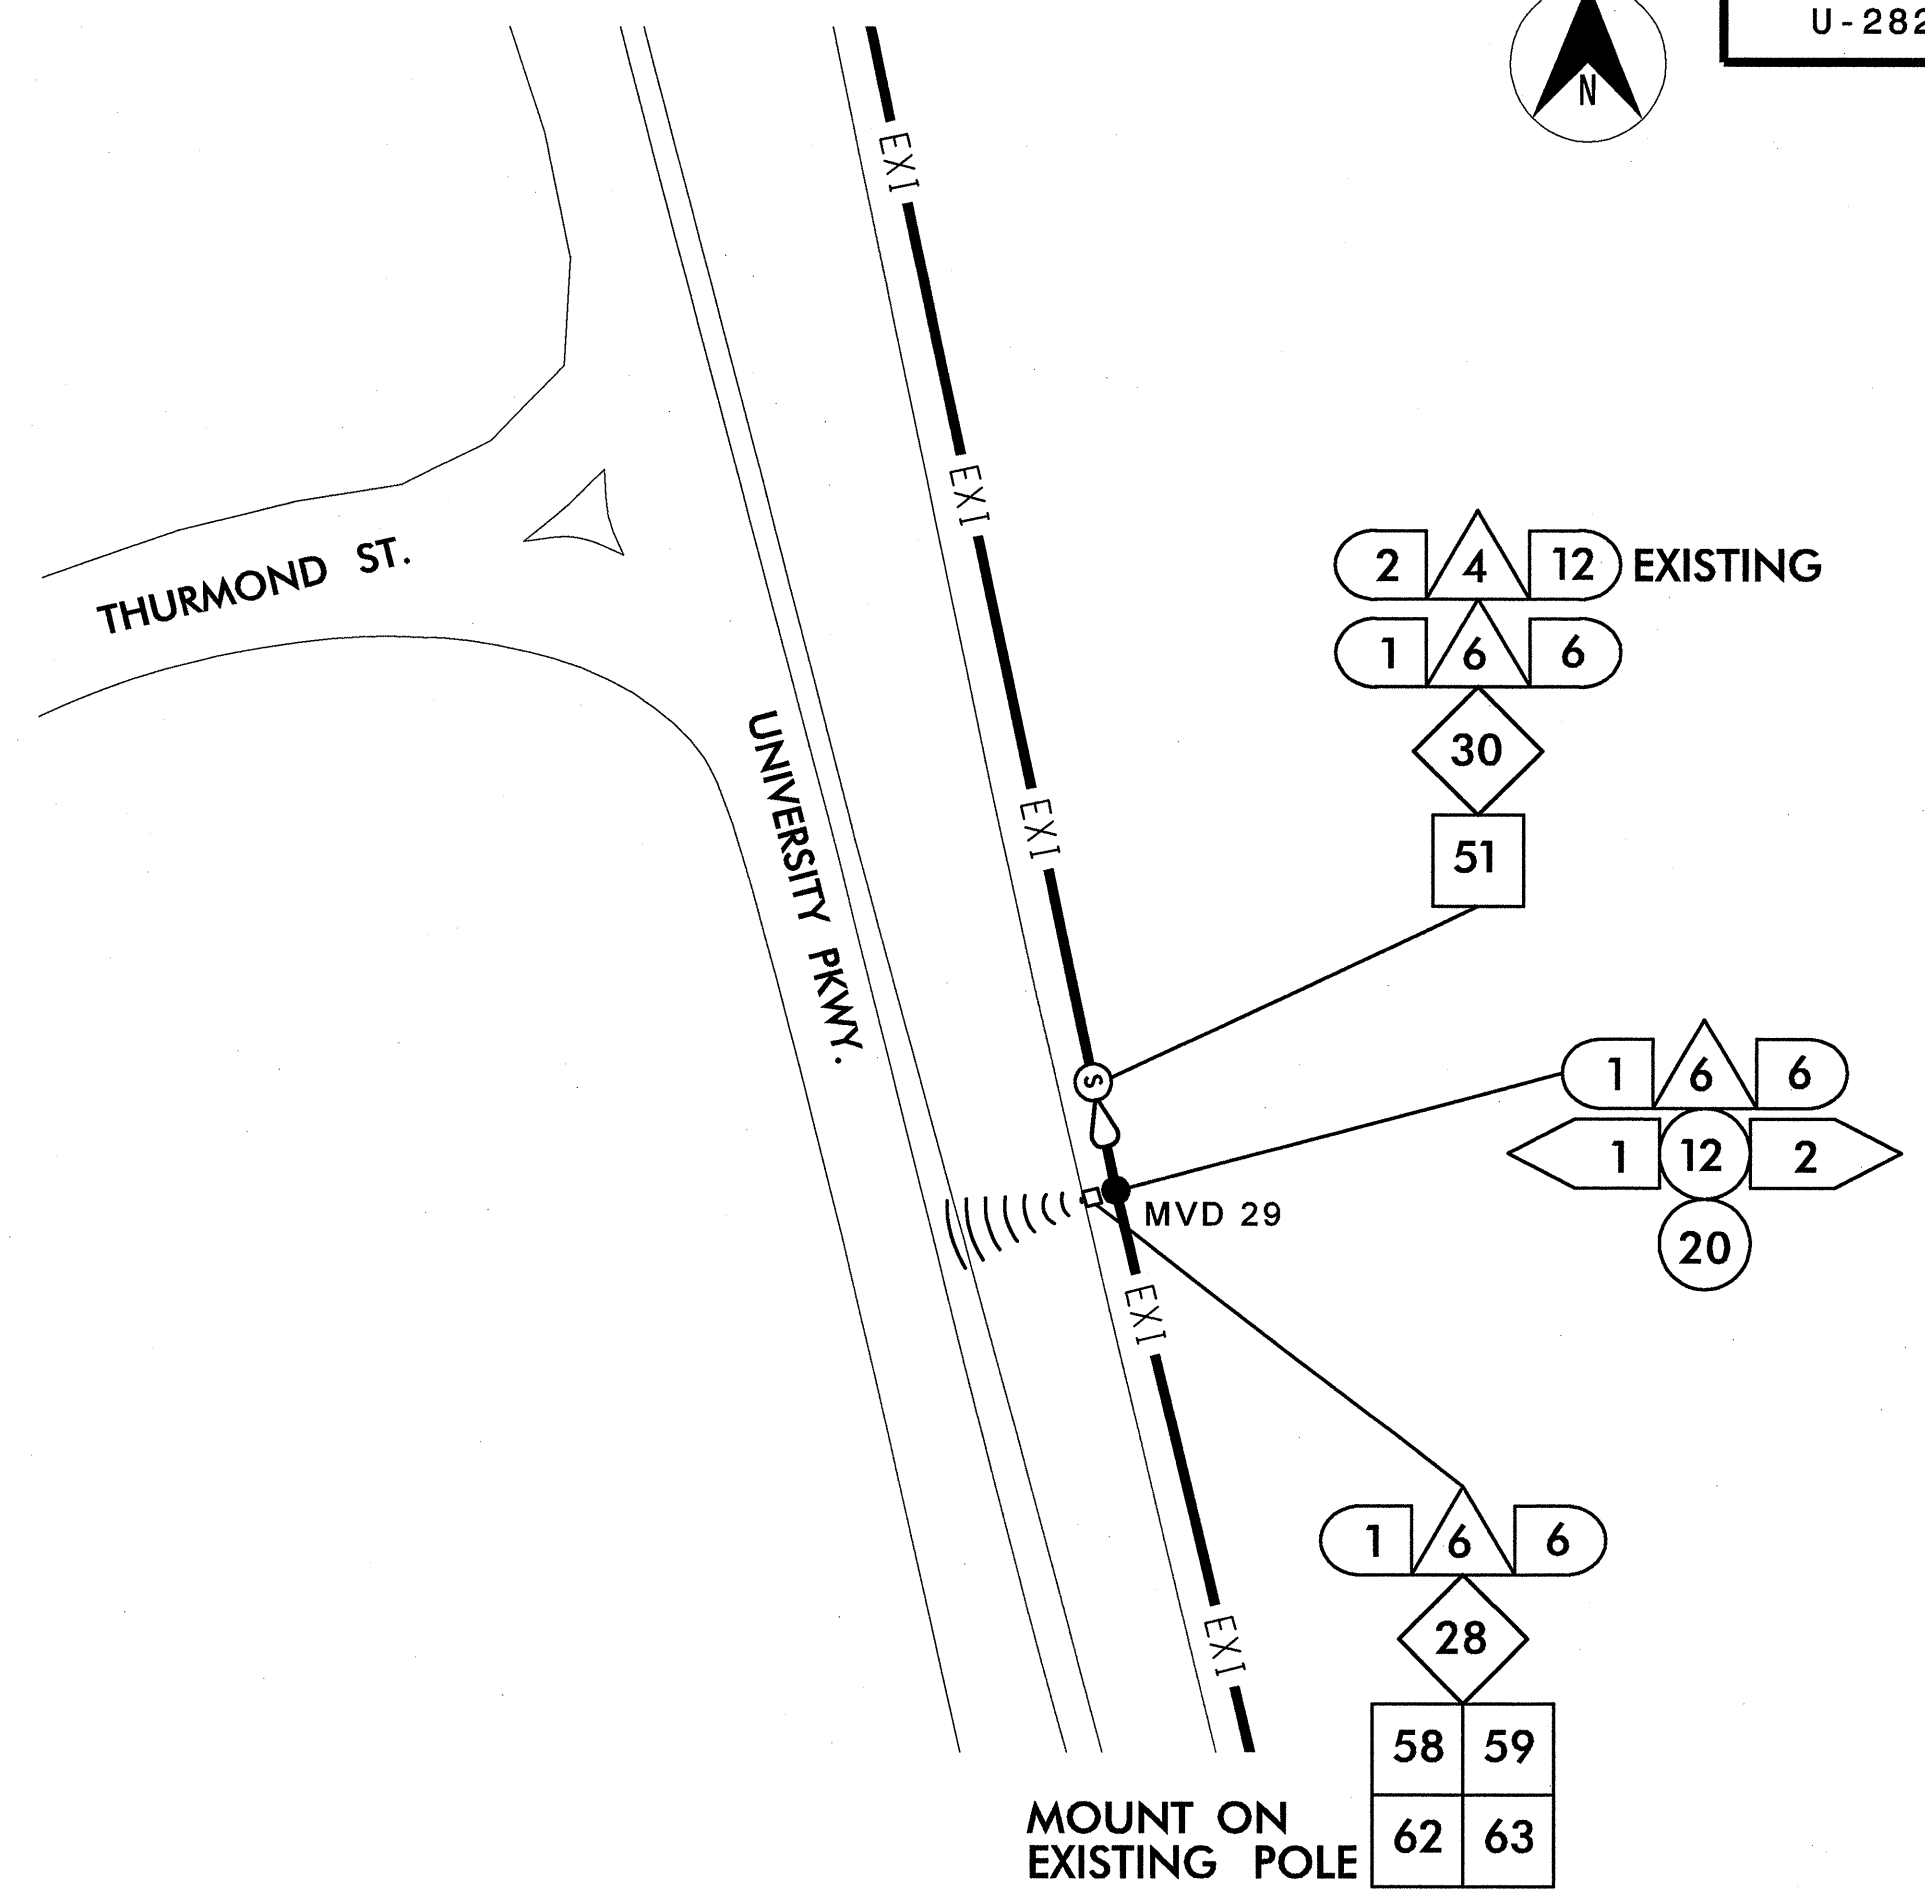 U-282
N
EXI
EXI
THURMOND ST.
2 4 12 EXISTING
1 6 6
30
51
UNIVERSITY PKWY.
EXI
S
1 6 6
1 12 2
20
MVD 29
EXI
1 6 6
28
EXI
58 59
62 63
MOUNT ON
EXISTING POLE